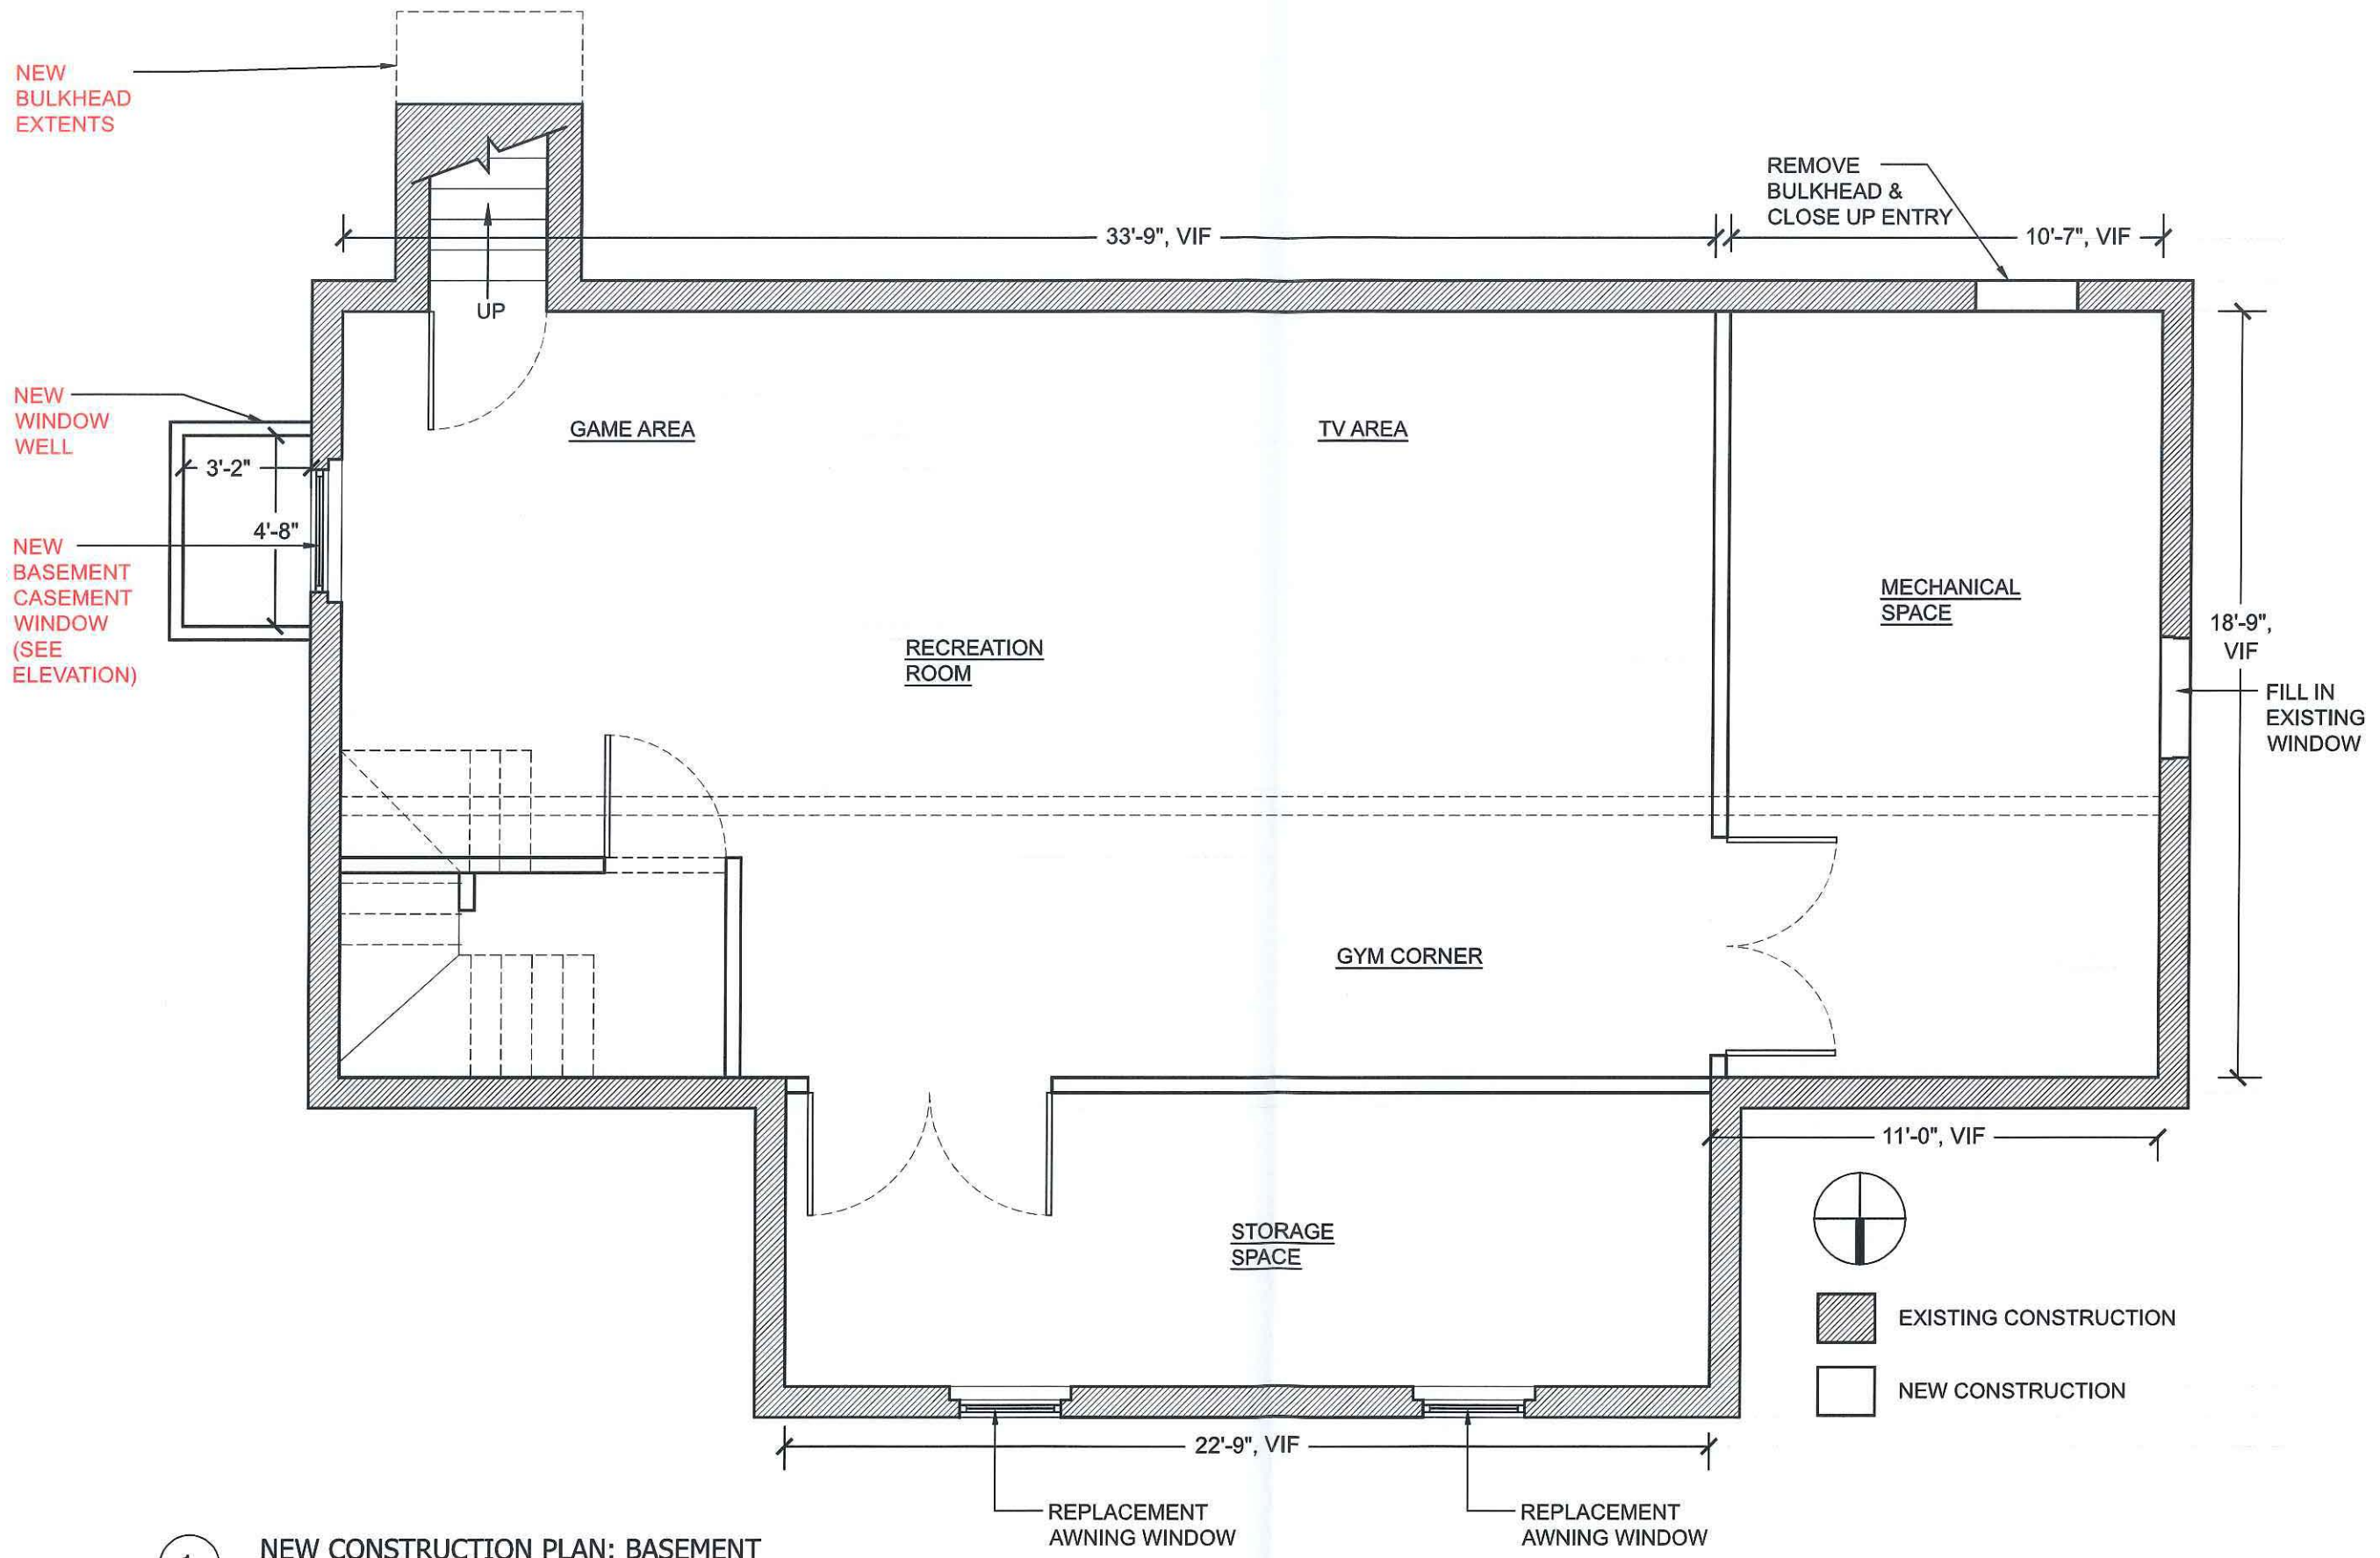 NEW
BULKHEAD
EXTENTS
REMOVE
BULKHEAD &
CLOSE UP ENTRY
33'-9", VIF
10'-7", VIF
UP
NEW
WINDOW
WELL
GAME AREA
TV AREA
3'-2"
4'-8"
NEW
BASEMENT
CASEMENT
WINDOW
(SEE
ELEVATION)
MECHANICAL
SPACE
18'-9",
VIF
RECREATION
ROOM
FILL IN
EXISTING
WINDOW
GYM CORNER
11'-0", VIF
STORAGE
SPACE
EXISTING CONSTRUCTION
NEW CONSTRUCTION
22'-9", VIF
REPLACEMENT
AWNING WINDOW
REPLACEMENT
AWNING WINDOW
NEW CONSTRUCTION PLAN: BASEMENT